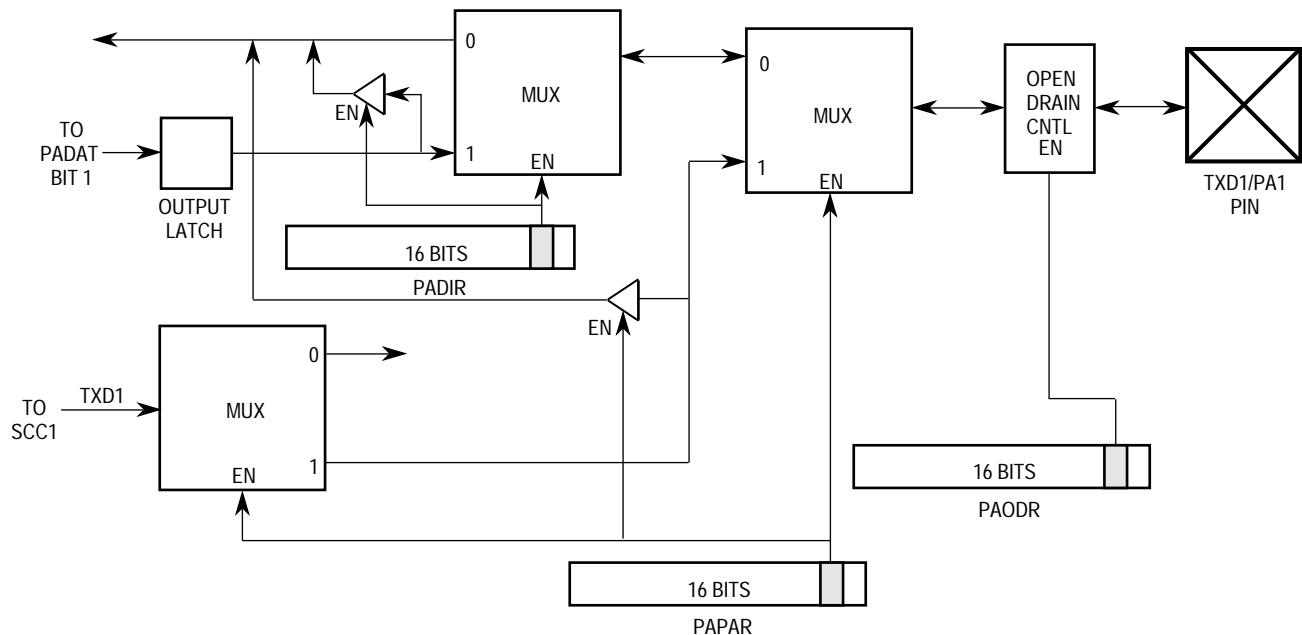 0
MUX
1
EN
EN
TO
PADAT
BIT 1
OUTPUT
LATCH
16 BITS
PADIR
0
MUX
1
EN
OPEN
DRAIN
CNTL
EN
TXD1/PA1
PIN
EN
TO
SCC1
TXD1
0
MUX
EN
1
16 BITS
PAODR
16 BITS
PAPAR